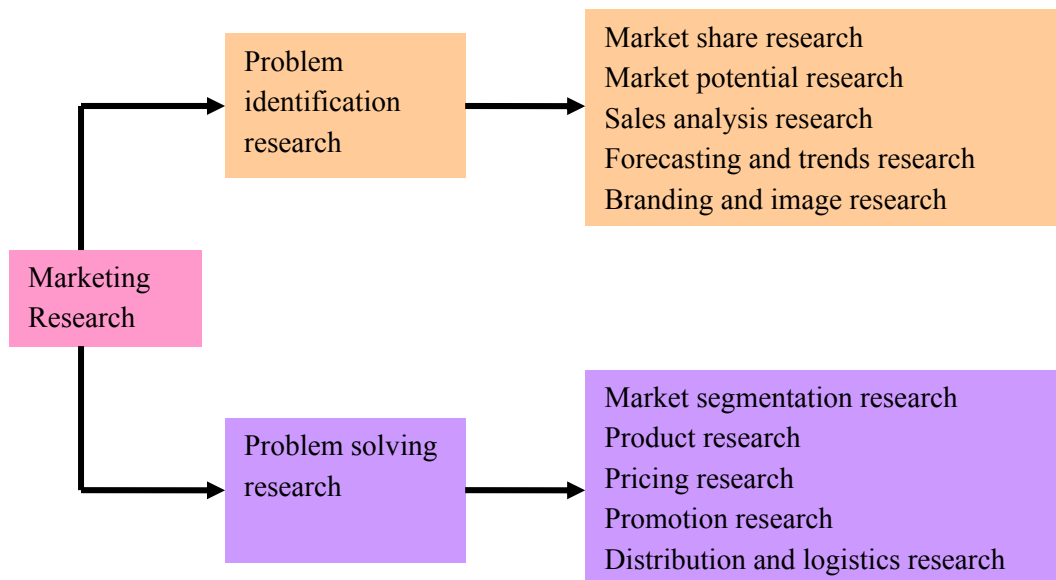 Marketing
Research
Problem
identification
research
Market share research
Market potential research
Sales analysis research
Forecasting and trends research
Branding and image research
Problem solving
research
Market segmentation research
Product research
Pricing research
Promotion research
Distribution and logistics research